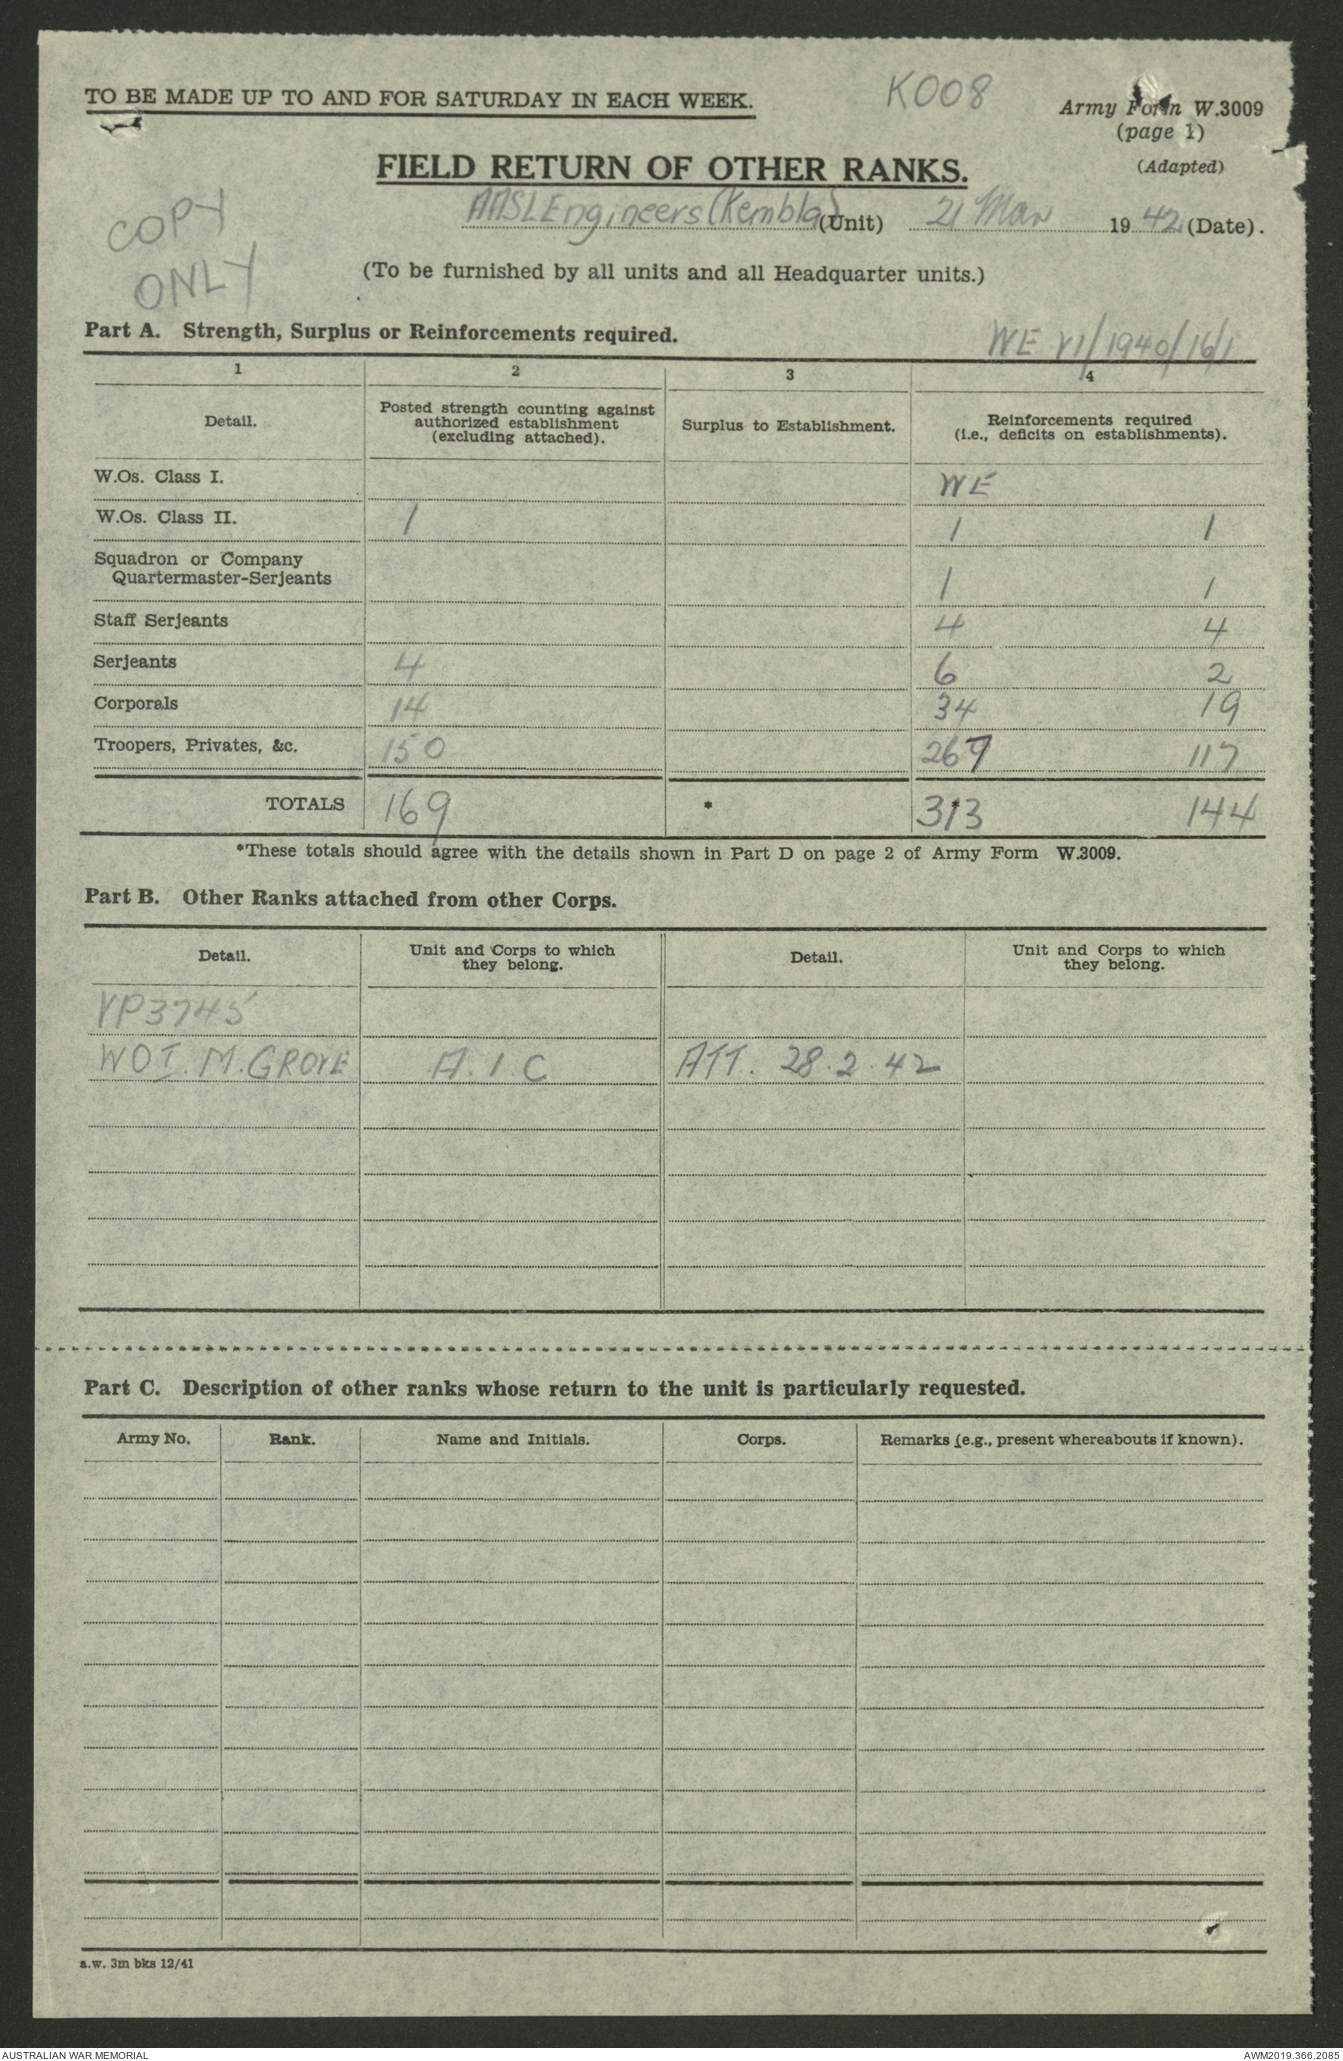 TO BE MADE UP TO AND FOR SATURDAY IN EACH WEEK.
K008
Army Form W.3009
(page 1)
(Adapted)
FIELD RETURN OF OTHER RANKS.
COPY
ONLY
AASL Engineers (Kembla) (Unit) 21 Mar 1942 (Date).
(To be furnished by all units and all Headquarter units.)
Part A. Strength, Surplus or Reinforcements required.
WE VI/1940/16/1
1 2 3 4
Detail. Posted strength counting against authorized establishment (excluding attached). Surplus to Establishment. Reinforcements required (i.e., deficits on establishments).
W.Os. Class I. WE
W.Os. Class II. 1 1 1
Squadron or Company
Quartermaster-Serjeants 1 1
Staff Serjeants 4 4
Serjeants 4 6 2
Corporals 14 34 19
Troopers, Privates, &c. 150 267 117
TOTALS 169 * 313 144
*These totals should agree with the details shown in Part D on page 2 of Army Form W.3009.
Part B. Other Ranks attached from other Corps.
Detail. Unit and Corps to which they belong. Detail. Unit and Corps to which they belong.
VP3745
WOI. M. GROVE A.I.C ATT. 28.2.42
Part C. Description of other ranks whose return to the unit is particularly requested.
Army No. Rank. Name and Initials. Corps. Remarks (e.g., present whereabouts if known).
a.w. 3m bks 12/41
AUSTRALIAN WAR MEMORIAL
AWM2019.366.2085